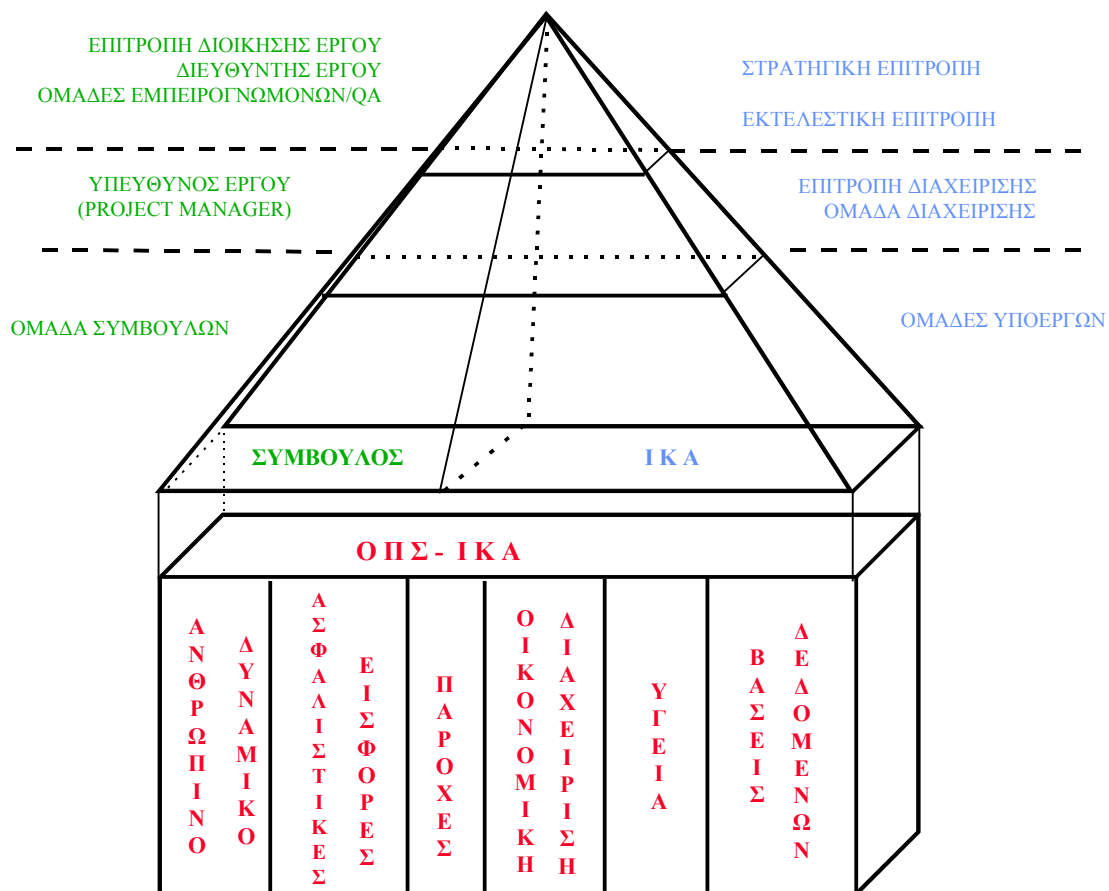 ΕΠΙΤΡΟΠΗ ΔΙΟΙΚΗΣΗΣ ΕΡΓΟΥ
ΔΙΕΥΘΥΝΤΗΣ ΕΡΓΟΥ
ΟΜΑΔΕΣ ΕΜΠΕΙΡΟΓΝΩΜΟΝΩΝ/QA
ΣΤΡΑΤΗΓΙΚΗ ΕΠΙΤΡΟΠΗ
ΕΚΤΕΛΕΣΤΙΚΗ ΕΠΙΤΡΟΠΗ
ΥΠΕΥΘΥΝΟΣ ΕΡΓΟΥ
(PROJECT MANAGER)
ΕΠΙΤΡΟΠΗ ΔΙΑΧΕΙΡΙΣΗΣ
ΟΜΑΔΑ ΔΙΑΧΕΙΡΙΣΗΣ
ΟΜΑΔΑ ΣΥΜΒΟΥΛΩΝ
ΟΜΑΔΕΣ ΥΠΟΕΡΓΩΝ
ΣΥΜΒΟΥΛΟΣ
Ι Κ Α
Ο Π Σ - Ι Κ Α
ΑΝΘΡΩΠΙΝΟ
ΔΥΝΑΜΙΚΟ
ΑΣΦΑΛΙΣΤΙΚΕΣ
ΕΙΣΦΟΡΕΣ
ΠΑΡΟΧΕΣ
ΟΙΚΟΝΟΜΙΚΗ
ΔΙΑΧΕΙΡΙΣΗ
ΥΓΕΙΑ
ΒΑΣΕΙΣ
ΔΕΔΟΜΕΝΩΝ